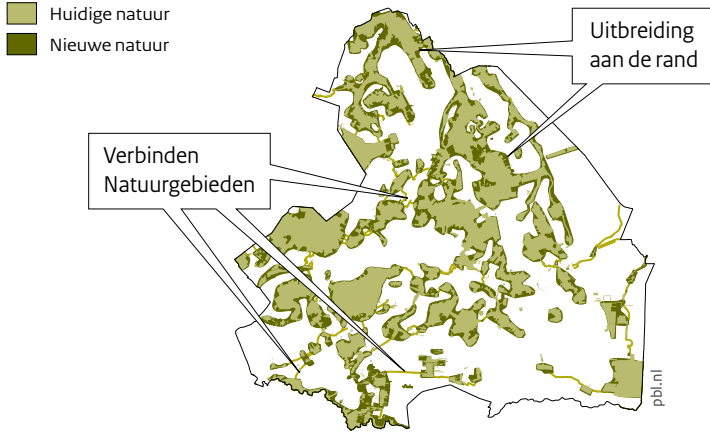 Huidige natuur
Nieuwe natuur
Uitbreiding
aan de rand
Verbinden
Natuurgebieden
pbl.nl